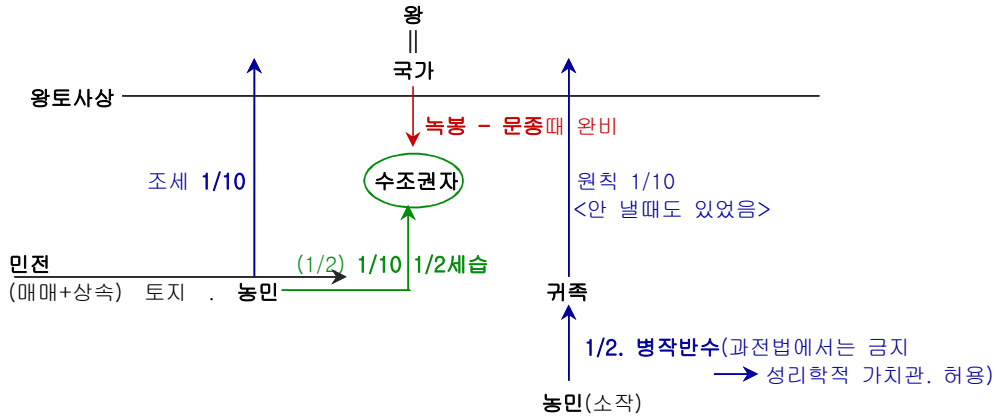 왕
국가
왕토사상
녹봉 - 문종때 완비
조세 1/10
수조권자
원칙 1/10
<안 낼때도 있었음>
민전
(1/2) 1/10 1/2세습
(매매+상속) 토지 . 농민
귀족
1/2. 병작반수(과전법에서는 금지
성리학적 가치관. 허용)
농민(소작)